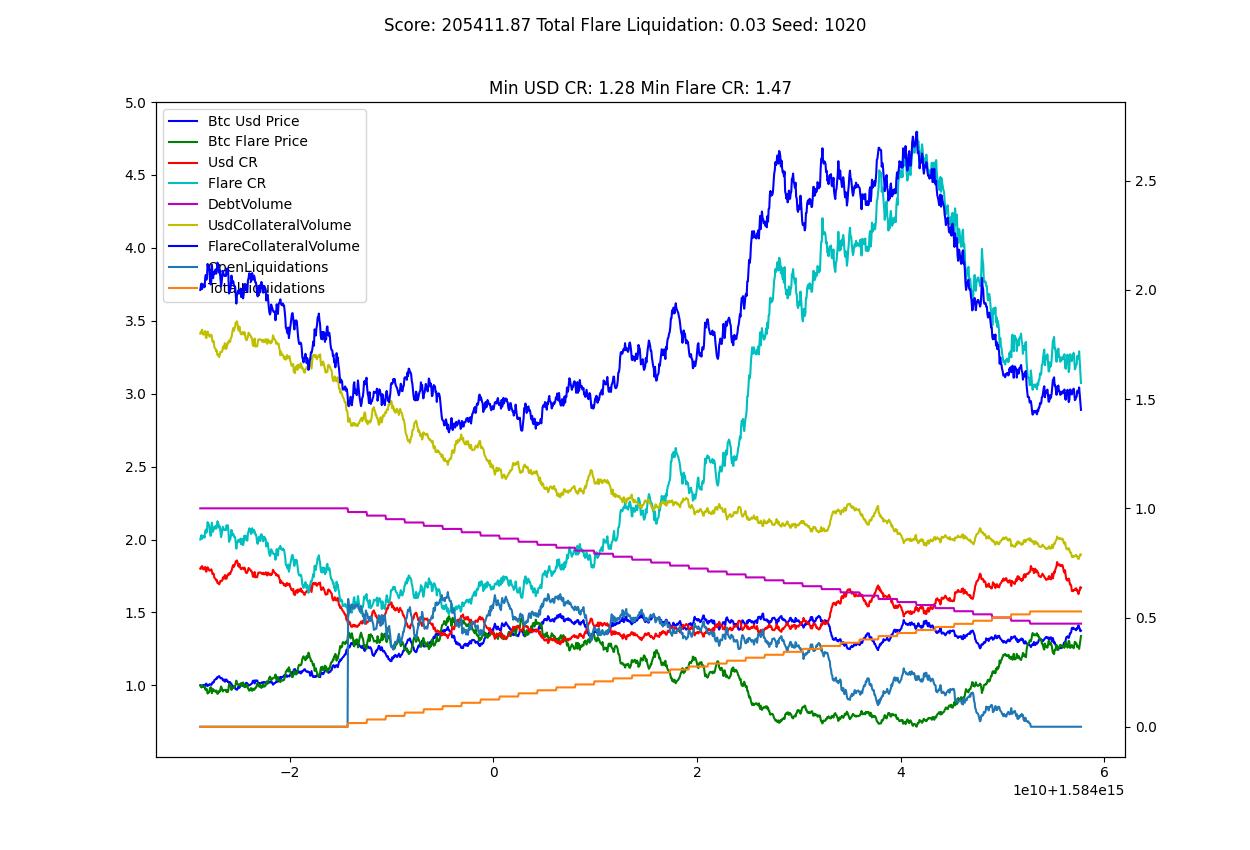 Score: 205411.87 Total Flare Liquidation: 0.03 Seed: 1020
Min USD CR: 1.28 Min Flare CR: 1.47
5.0
4.5
4.0
3.5
3.0
2.5
2.0
1.5
1.0
Btc Usd Price
Btc Flare Price
Usd CR
Flare CR
DebtVolume
UsdCollateralVolume
FlareCollateralVolume
OpenLiquidations
TotalLiquidations
2.5
2.0
1.5
1.0
0.5
0.0
−2 0 2 4 6
1e10+1.584e15